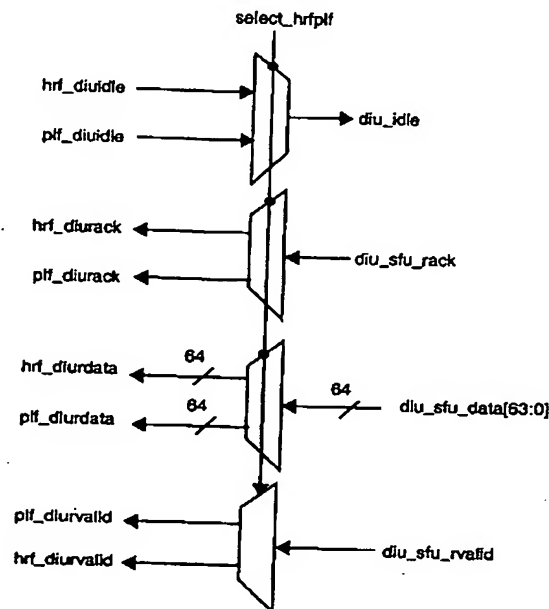 select_hrfplf
hrf_diuidle
plf_diuidle
diu_idle
hrf_diurack
plf_diurack
diu_sfu_rack
hrf_diurdata
64
64
diu_sfu_data[63:0]
plf_diurdata
64
plf_diurvalid
hrf_diurvalid
diu_sfu_rvalid